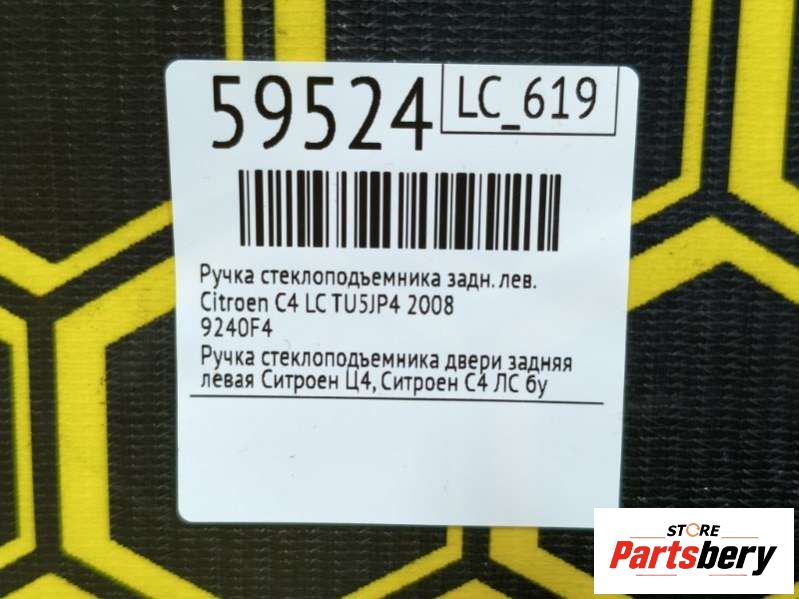 59524
LC_619
Ручка стеклоподъемника задн. лев.
Citroen C4 LC TU5JP4 2008
9240F4
Ручка стеклоподъемника двери задняя
левая Ситроен Ц4, Ситроен С4 ЛС бу
STORE
Partsbery